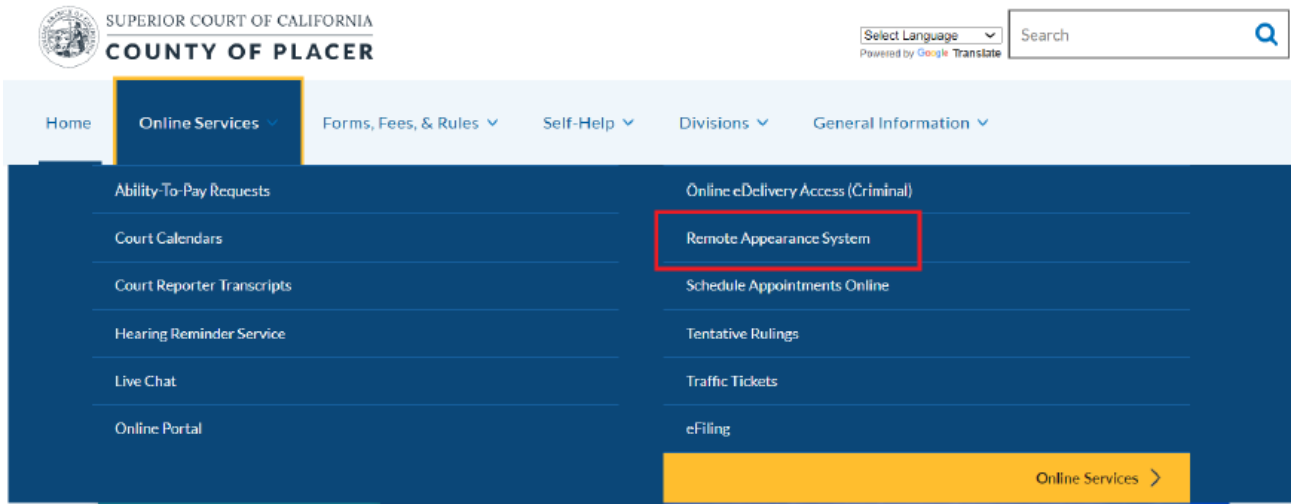 SUPERIOR COURT OF CALIFORNIA
COUNTY OF PLACER
Select Language
Powered by Google Translate
Search
Home
Online Services
Forms, Fees, & Rules
Self-Help
Divisions
General Information
Ability-To-Pay Requests
Court Calendars
Court Reporter Transcripts
Hearing Reminder Service
Live Chat
Online Portal
Online eDelivery Access (Criminal)
Remote Appearance System
Schedule Appointments Online
Tentative Rulings
Traffic Tickets
eFiling
Online Services